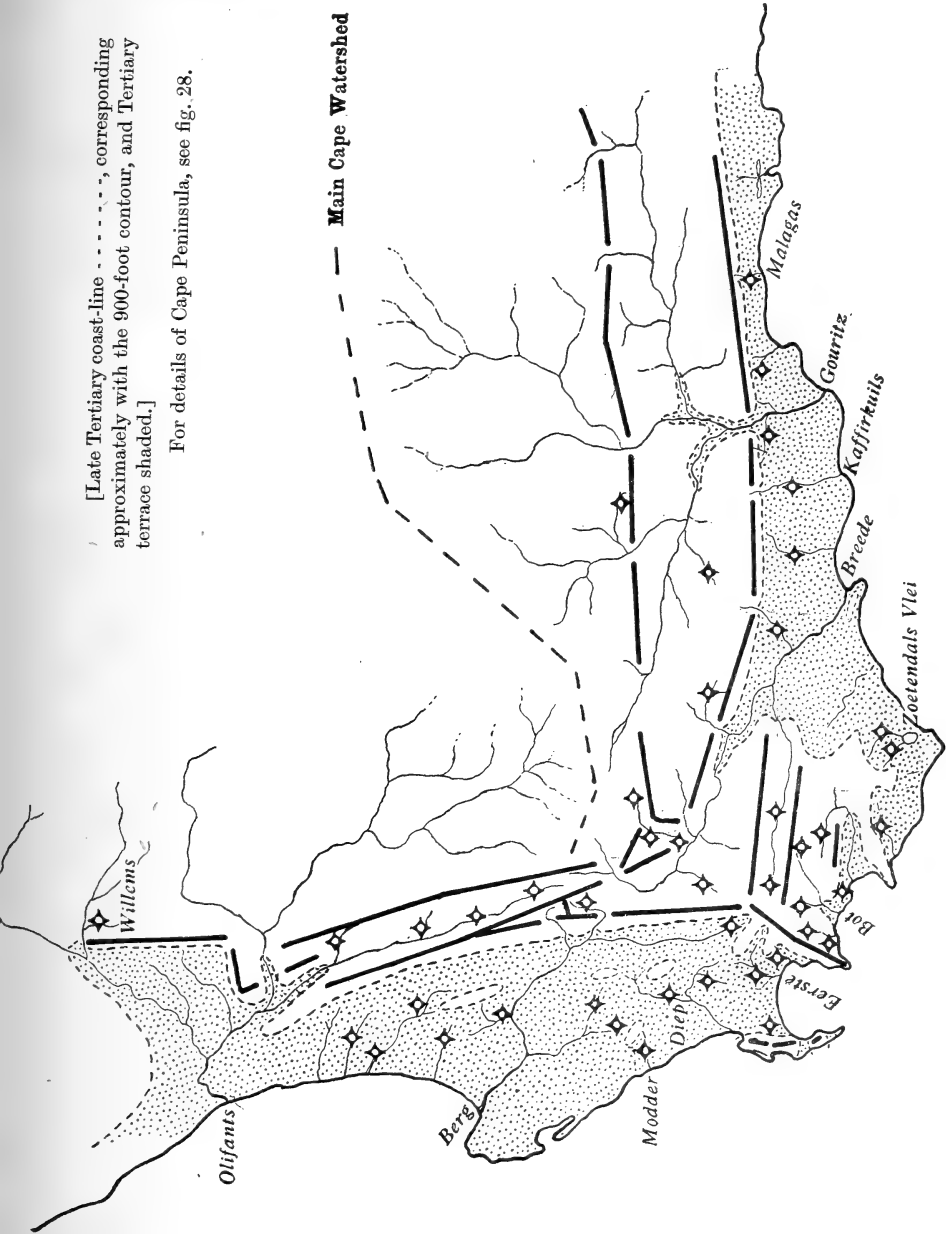 [Late Tertiary coast-line - - - - - - -, corresponding
approximately with the 900-foot contour, and Tertiary
terrace shaded.]
For details of Cape Peninsula, see fig. 28.
Main Cape Watershed
Willems
Olifants
Berg
Modder
Diep
Eerste
Bot
Zoetendals Vlei
Breede
Kaffirkuils
Gouritz
Malagas